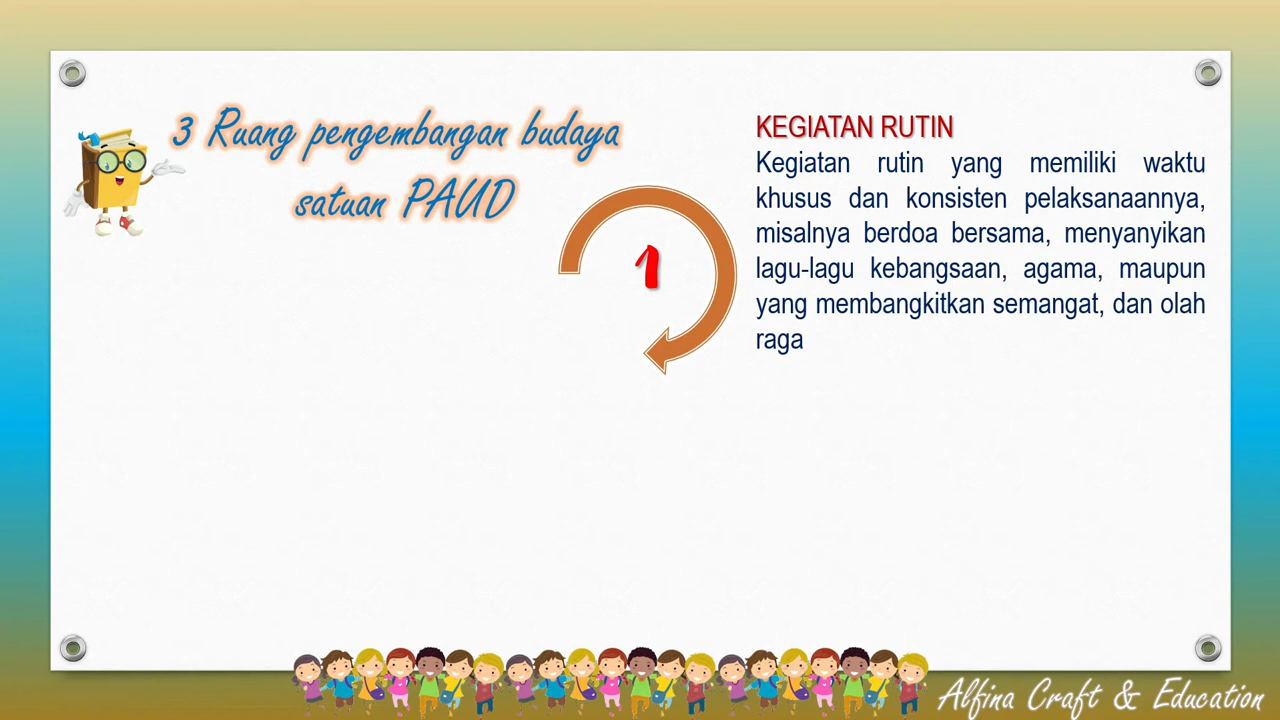 3 Ruang pengembangan budaya
satuan PAUD
1
KEGIATAN RUTIN
Kegiatan rutin yang memiliki waktu
khusus dan konsisten pelaksanaannya,
misalnya berdoa bersama, menyanyikan
lagu-lagu kebangsaan, agama, maupun
yang membangkitkan semangat, dan olah
raga
Alfina Craft & Education